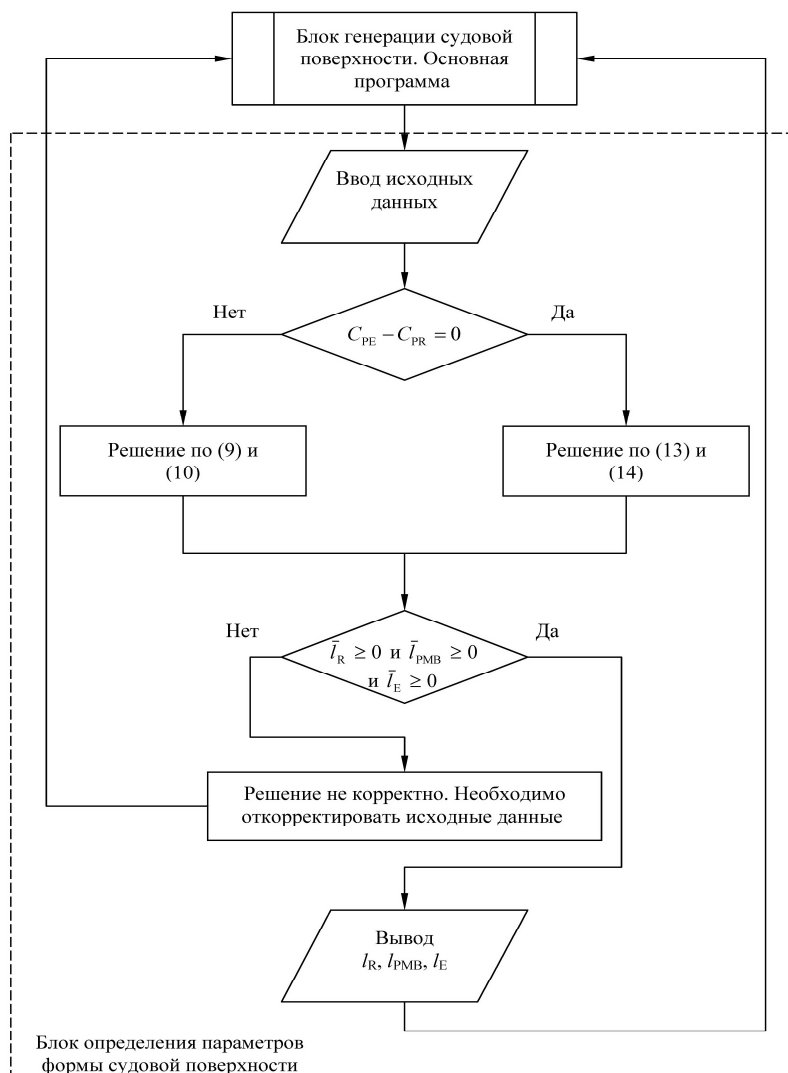 Блок генерации судовой
поверхности. Основная
программа
Ввод исходных
данных
Нет
Да
C_PE − C_PR = 0
Решение по (9) и
(10)
Решение по (13) и
(14)
Нет
Да
l̄_R ≥ 0 и l̄_PMB ≥ 0
и l̄_E ≥ 0
Решение не корректно. Необходимо
откорректировать исходные данные
Вывод
l_R, l_PMB, l_E
Блок определения параметров
формы судовой поверхности